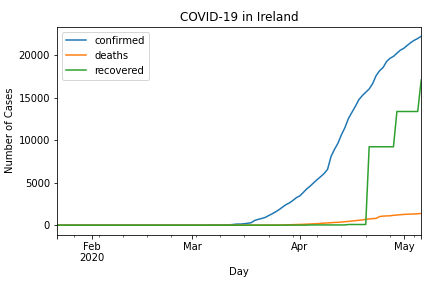 COVID-19 in Ireland
confirmed
deaths
recovered
Number of Cases
20000
15000
10000
5000
0
Feb
2020
Mar
Apr
May
Day